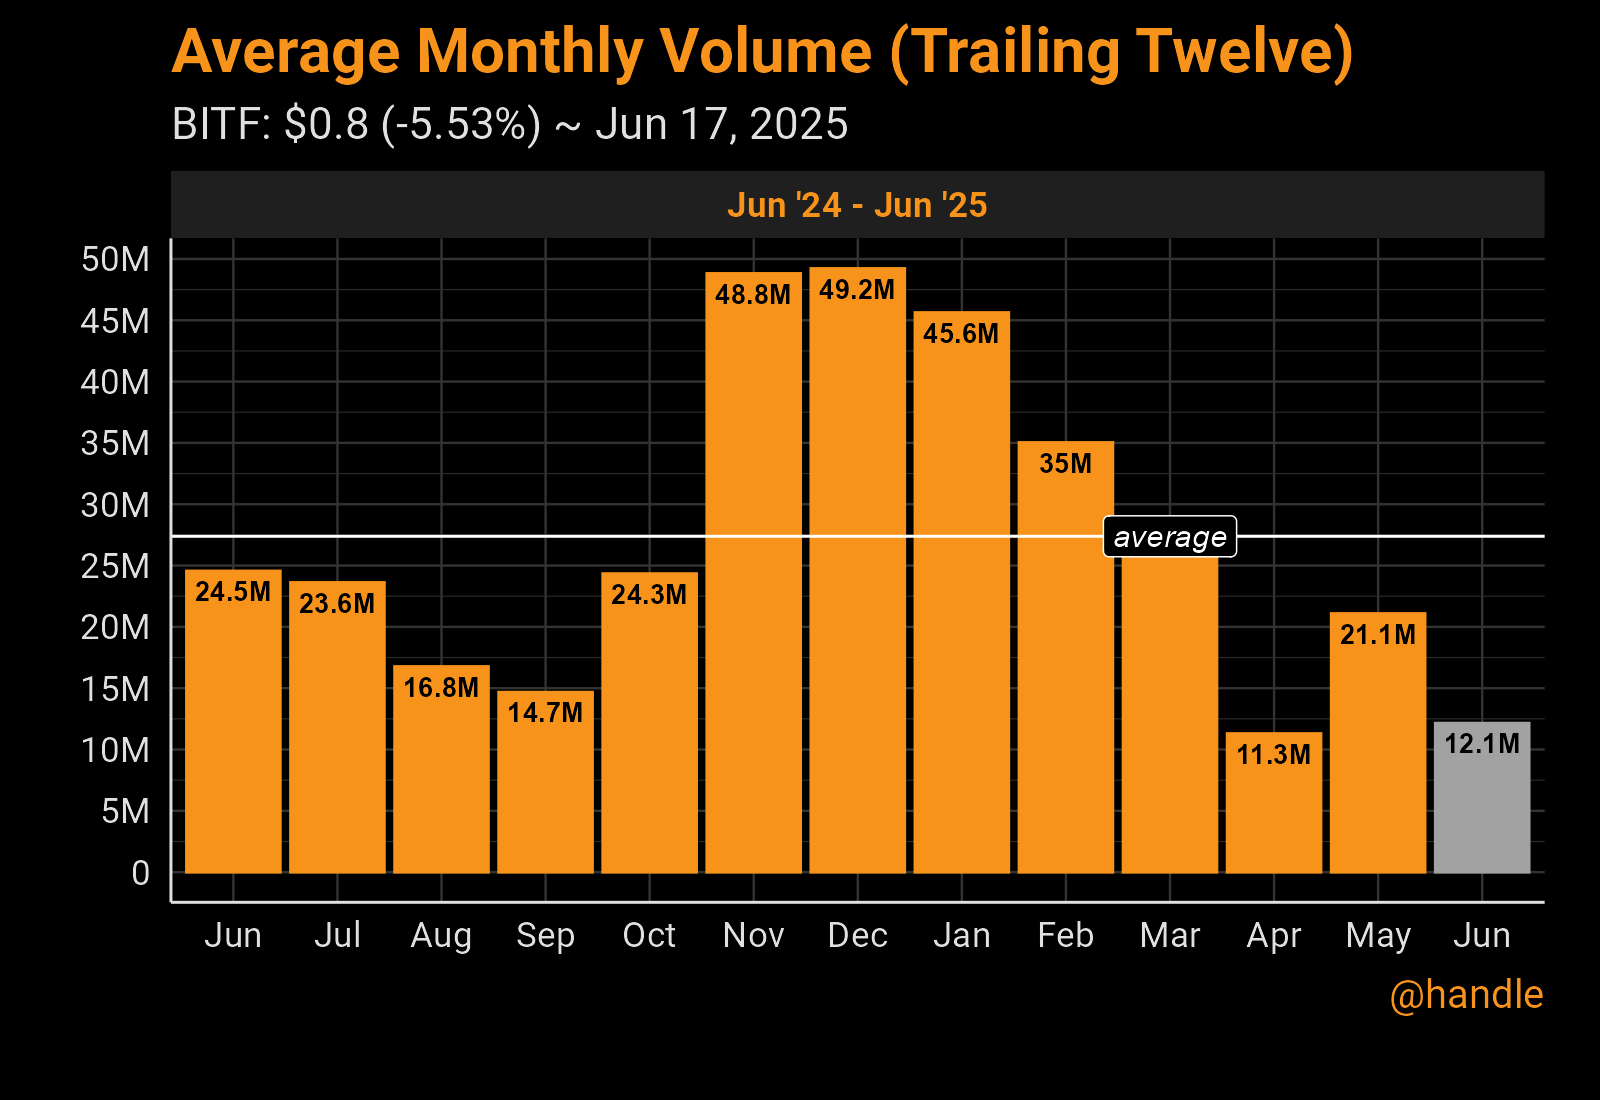 Average Monthly Volume (Trailing Twelve)
BITF: $0.8 (-5.53%) ~ Jun 17, 2025
Jun '24 - Jun '25
50M
45M
40M
35M
30M
25M
20M
15M
10M
5M
0
24.5M
23.6M
16.8M
14.7M
24.3M
48.8M
49.2M
45.6M
35M
average
11.3M
21.1M
12.1M
Jun Jul Aug Sep Oct Nov Dec Jan Feb Mar Apr May Jun
@handle